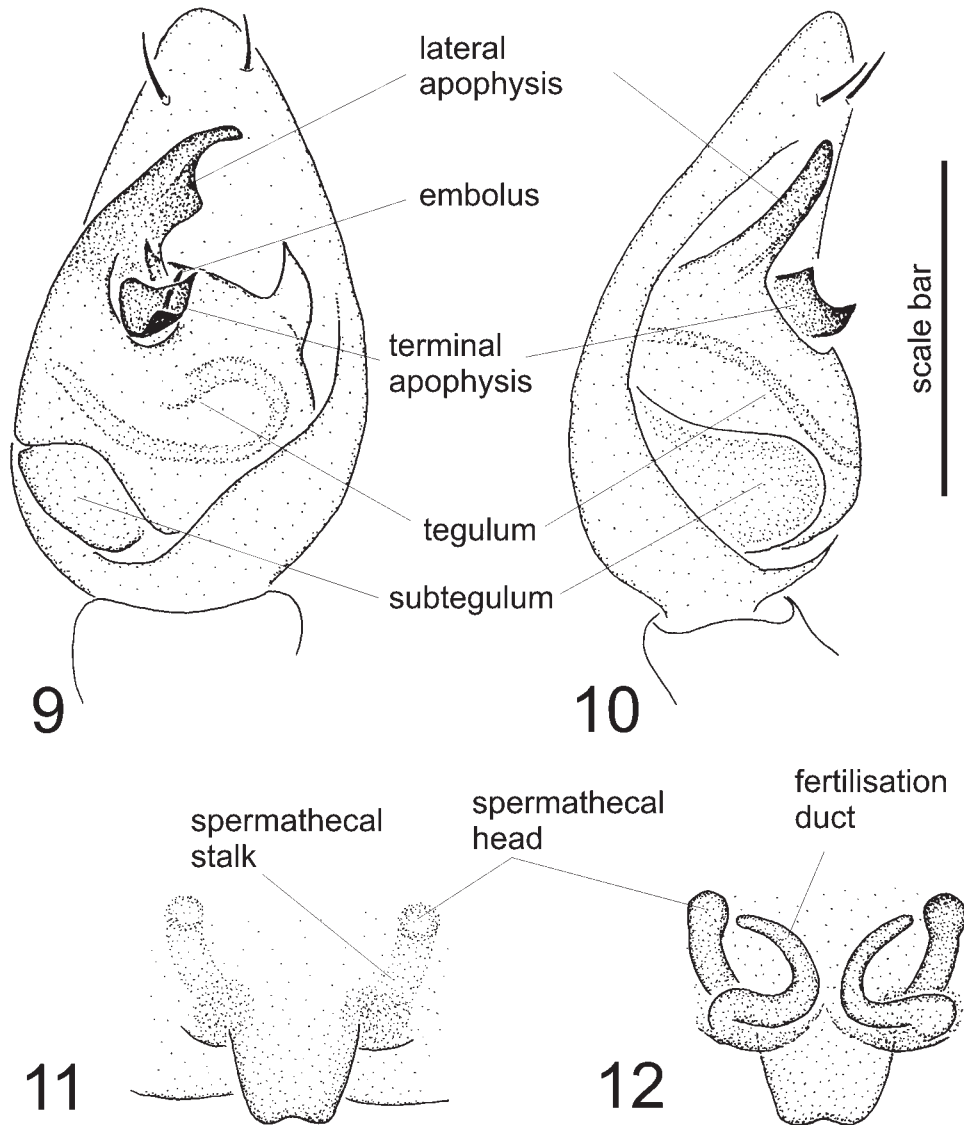 lateral
apophysis
embolus
terminal
apophysis
scale bar
tegulum
subtegulum
9
10
spermathecal
stalk
spermathecal
head
fertilisation
duct
11
12